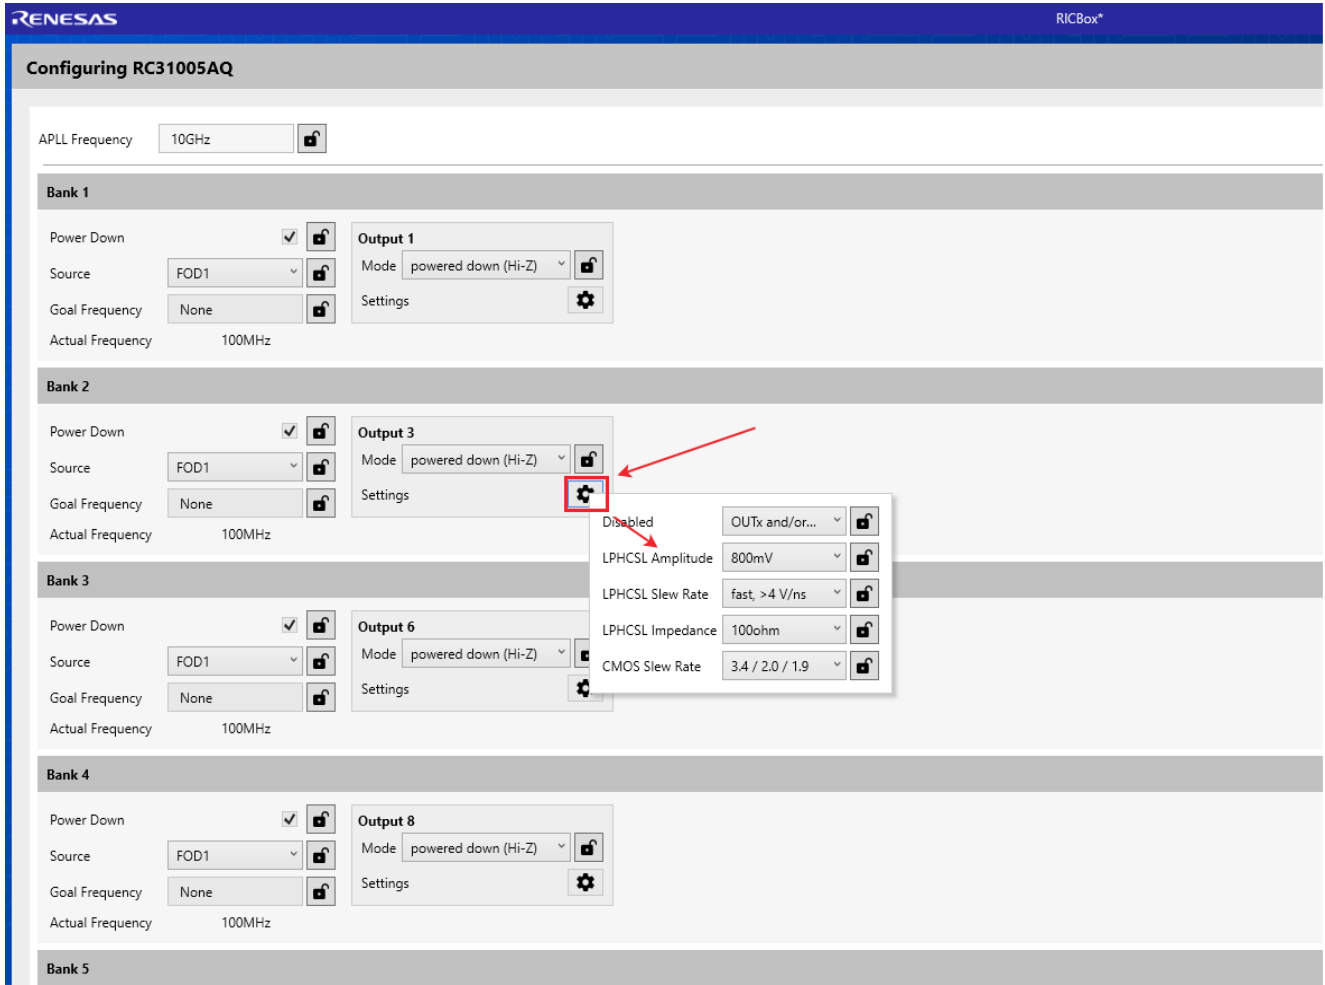 RENESAS
RICBox*
Configuring RC31005AQ
APLL Frequency 10GHz
Bank 1
Power Down
Source FOD1
Goal Frequency None
Actual Frequency 100MHz
Output 1
Mode powered down (Hi-Z)
Settings
Bank 2
Power Down
Source FOD1
Goal Frequency None
Actual Frequency 100MHz
Output 3
Mode powered down (Hi-Z)
Settings
Disabled OUTx and/or...
LPHCSL Amplitude 800mV
LPHCSL Slew Rate fast, >4 V/ns
LPHCSL Impedance 100ohm
CMOS Slew Rate 3.4 / 2.0 / 1.9
Bank 3
Power Down
Source FOD1
Goal Frequency None
Actual Frequency 100MHz
Output 6
Mode powered down (Hi-Z)
Settings
Bank 4
Power Down
Source FOD1
Goal Frequency None
Actual Frequency 100MHz
Output 8
Mode powered down (Hi-Z)
Settings
Bank 5